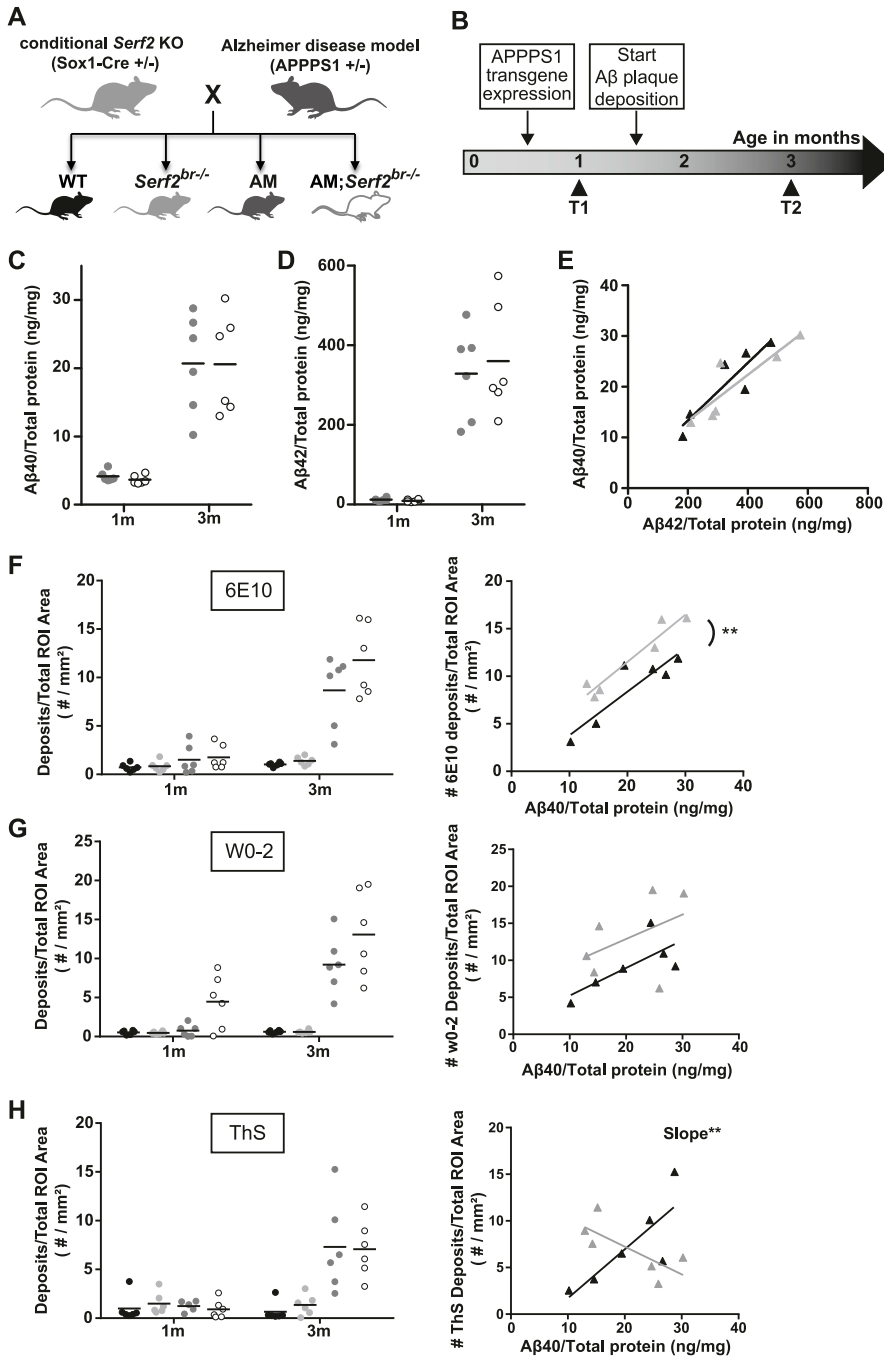 A
conditional Serf2 KO
(Sox1-Cre +/-)
Alzheimer disease model
(APPPS1 +/-)
X
WT
Serf2br-/-
AM
AM;Serf2br-/-
B
APPPS1
transgene
expression
Start
Aβ plaque
deposition
Age in months
0 1 2 3
T1 T2
C
Aβ40/Total protein (ng/mg)
30
20
10
0
1m 3m
D
Aβ42/Total protein (ng/mg)
600
400
200
0
1m 3m
E
Aβ40/Total protein (ng/mg)
40
30
20
10
0
0 200 400 600 800
Aβ42/Total protein (ng/mg)
F
6E10
Deposits/Total ROI Area
( # / mm²)
20
15
10
5
0
1m 3m
# 6E10 deposits/Total ROI Area
( # / mm²)
20
15
10
5
0
**
0 10 20 30 40
Aβ40/Total protein (ng/mg)
G
W0-2
Deposits/Total ROI Area
( # / mm²)
25
20
15
10
5
0
1m 3m
# w0-2 Deposits/Total ROI Area
( # / mm²)
25
20
15
10
5
0
0 10 20 30 40
Aβ40/Total protein (ng/mg)
H
ThS
Deposits/Total ROI Area
( # / mm²)
20
15
10
5
0
1m 3m
# ThS Deposits/Total ROI Area
( # / mm²)
20
15
10
5
0
Slope**
0 10 20 30 40
Aβ40/Total protein (ng/mg)